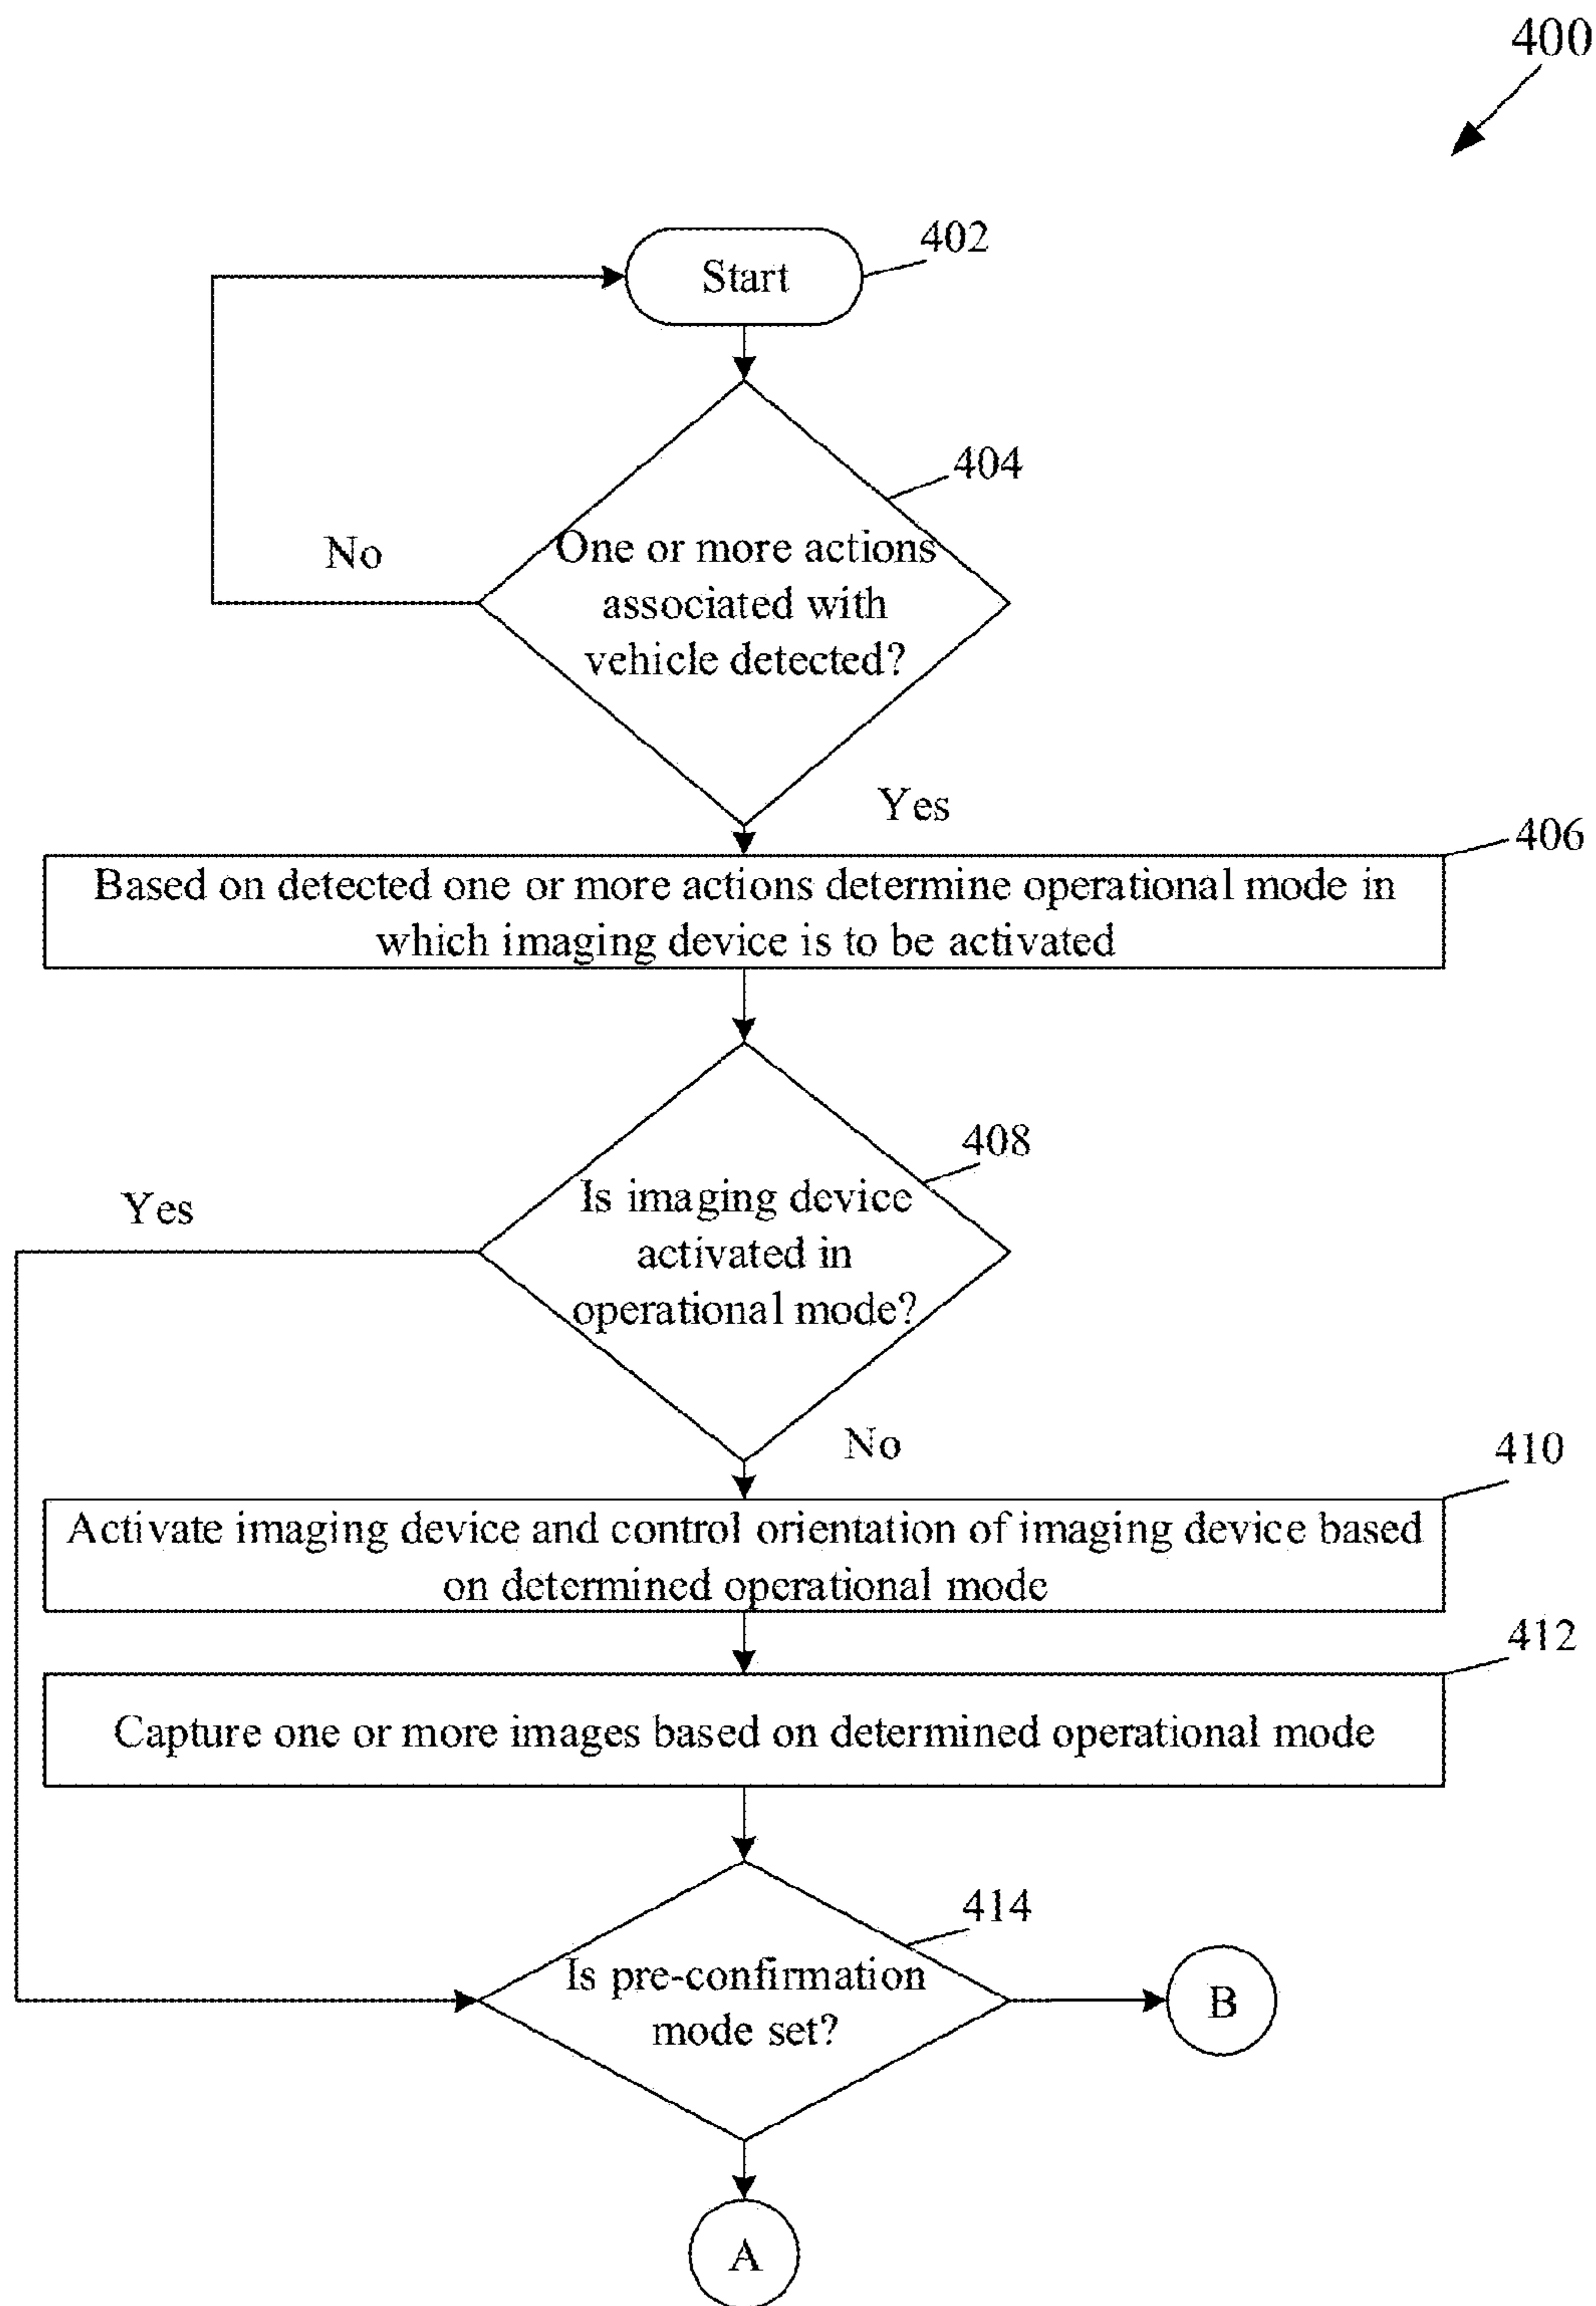 400
Start
402
404
No
One or more actions
associated with
vehicle detected?
Yes
406
Based on detected one or more actions determine operational mode in
which imaging device is to be activated
408
Yes
Is imaging device
activated in
operational mode?
No
410
Activate imaging device and control orientation of imaging device based
on determined operational mode
412
Capture one or more images based on determined operational mode
414
Is pre-confirmation
mode set?
B
A